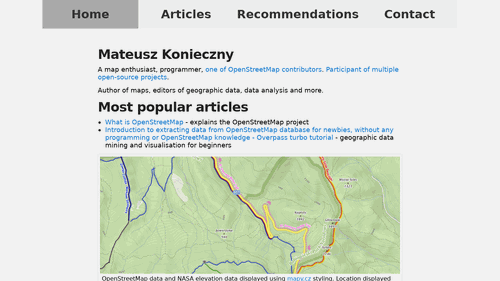 Home Articles Recommendations Contact
Mateusz Konieczny
A map enthusiast, programmer, one of OpenStreetMap contributors. Participant of multiple
open-source projects.
Author of maps, editors of geographic data, data analysis and more.
Most popular articles
What is OpenStreetMap - explains the OpenStreetMap project
Introduction to extracting data from OpenStreetMap database for newbies, without any
programming or OpenStreetMap knowledge - Overpass turbo tutorial - geographic data
mining and visualisation for beginners
OpenStreetMap data and NASA elevation data displayed using mapy.cz styling. Location displayed